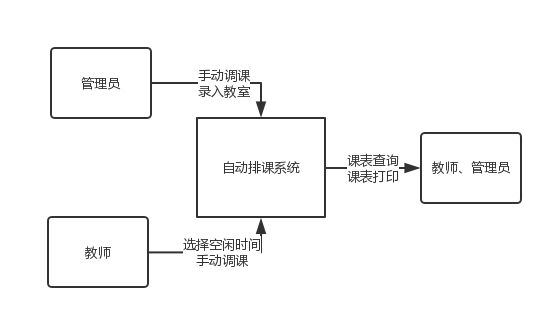 管理员
手动调课
录入教室
自动排课系统
课表查询
课表打印
教师、管理员
教师
选择空闲时间
手动调课